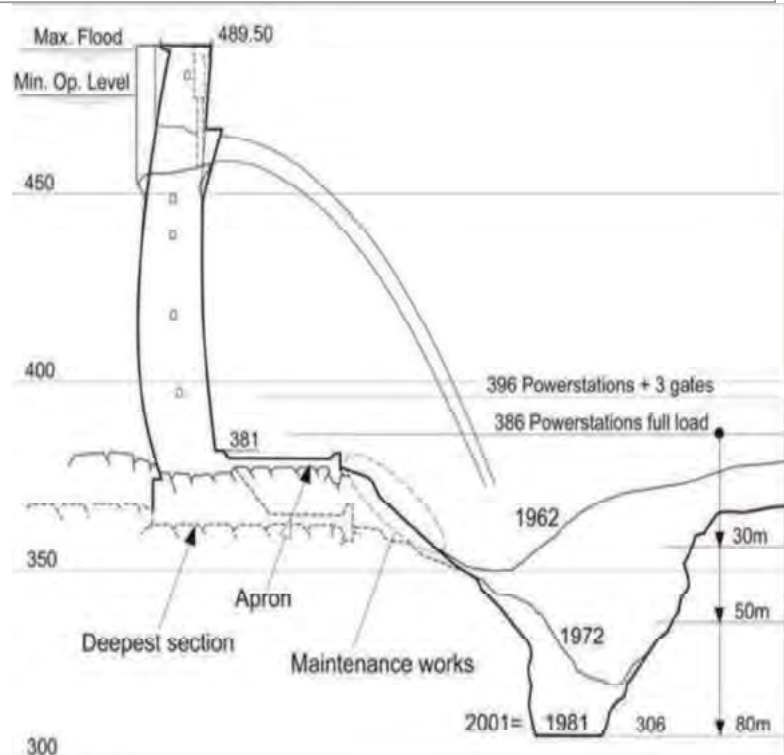 Max. Flood
489.50
Min. Op. Level
450
400
396 Powerstations + 3 gates
386 Powerstations full load
381
1962
350
30m
Apron
50m
Deepest section
1972
Maintenance works
2001= 1981 306 80m
300